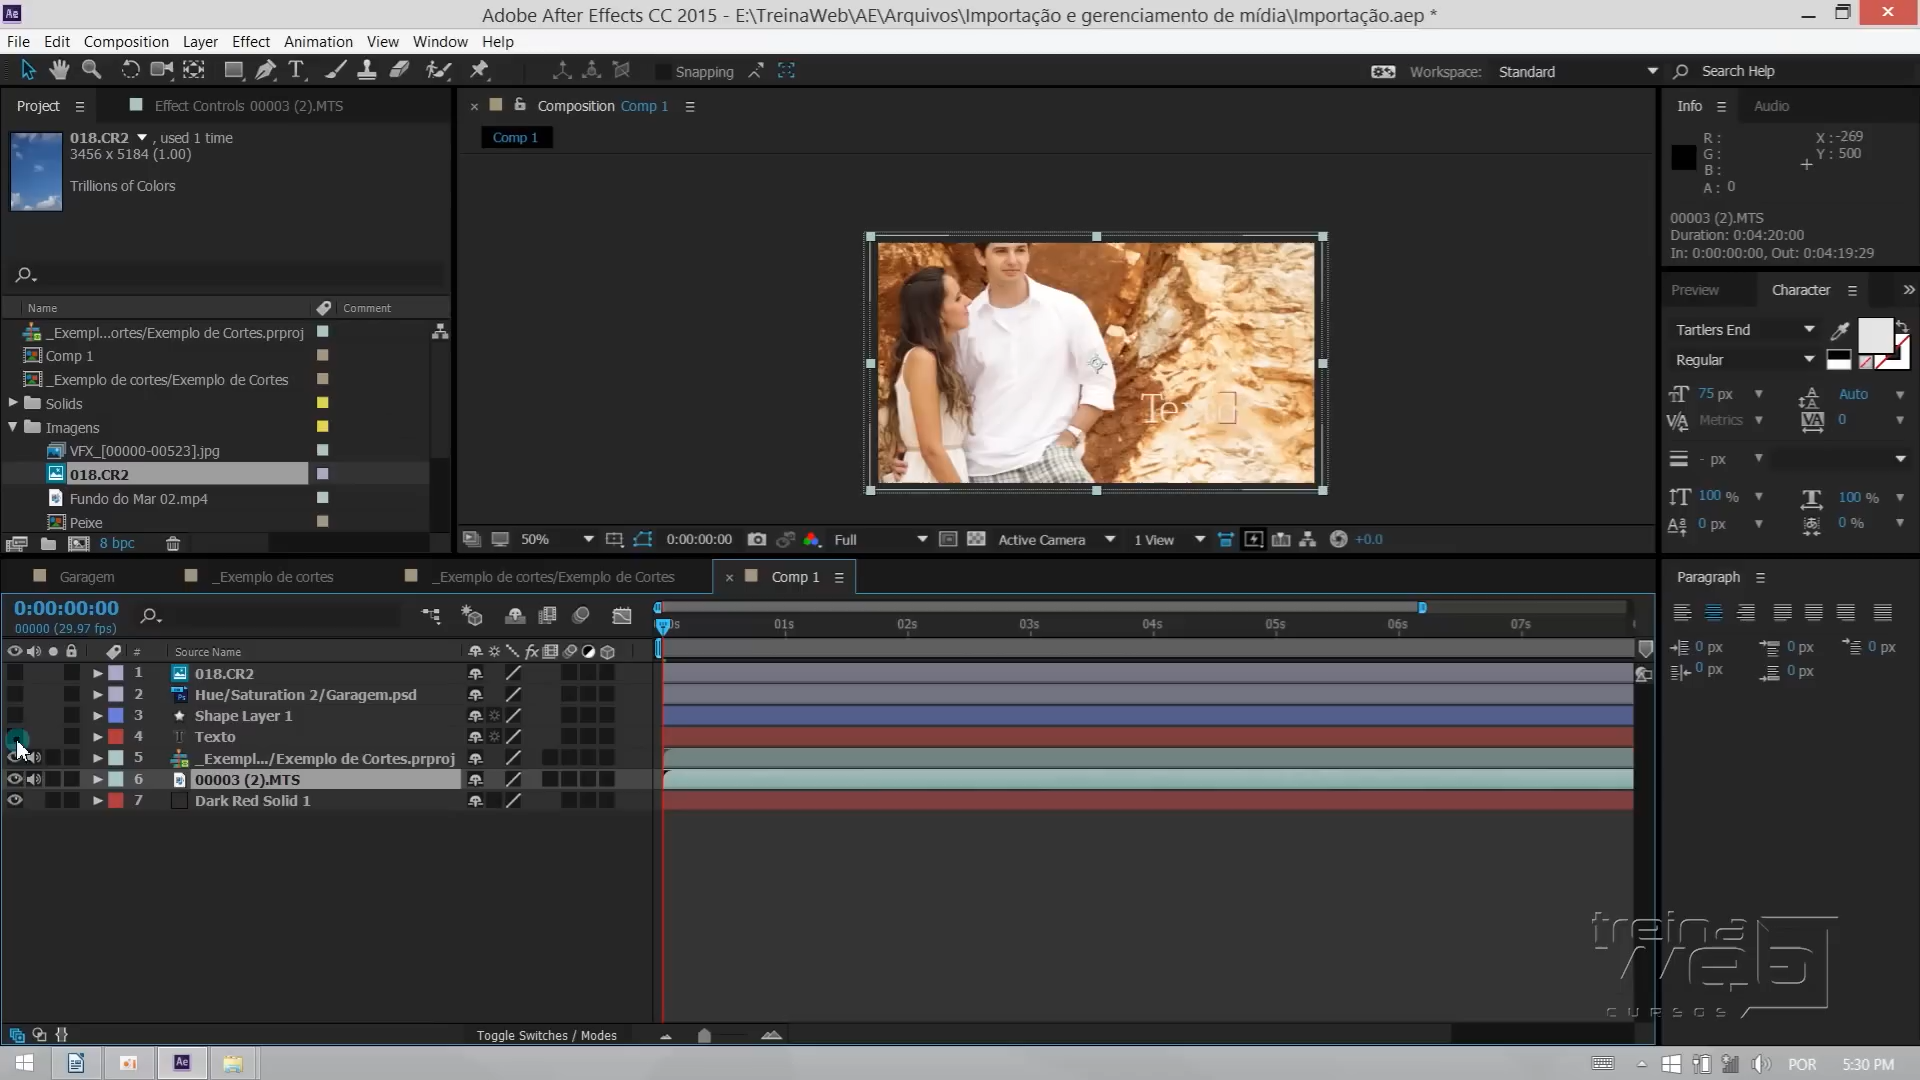 Adobe After Effects CC 2015 - E:\TreinaWeb\AE\Arquivos\Importação e gerenciamento de mídia\Importação.aep *
File Edit Composition Layer Effect Animation View Window Help
Snapping
Workspace: Standard
Search Help
Project
Effect Controls 00003 (2).MTS
018.CR2 , used 1 time
3456 x 5184 (1.00)
Trillions of Colors
Name Comment
_Exempl...ortes/Exemplo de Cortes.prproj
Comp 1
_Exemplo de cortes/Exemplo de Cortes
Solids
Imagens
VFX_[00000-00523].jpg
018.CR2
Fundo do Mar 02.mp4
Peixe
8 bpc
Composition Comp 1
Comp 1
Texto
50% 0:00:00:00 Full Active Camera 1 View +0.0
Info Audio
R : X : -269
G : Y : 500
B :
A : 0
00003 (2).MTS
Duration: 0:04:20:00
In: 0:00:00:00, Out: 0:04:19:29
Preview Character
Tartlers End
Regular
75 px Auto
Metrics 0
- px
100 % 100 %
0 px 0 %
Garagem _Exemplo de cortes _Exemplo de cortes/Exemplo de Cortes Comp 1
0:00:00:00
00000 (29.97 fps)
01s 02s 03s 04s 05s 06s 07s
# Source Name
1 018.CR2
2 Hue/Saturation 2/Garagem.psd
3 Shape Layer 1
4 Texto
5 _Exempl.../Exemplo de Cortes.prproj
6 00003 (2).MTS
7 Dark Red Solid 1
Toggle Switches / Modes
Paragraph
0 px 0 px 0 px
0 px 0 px
treina
web
CURSOS
POR 5:30 PM